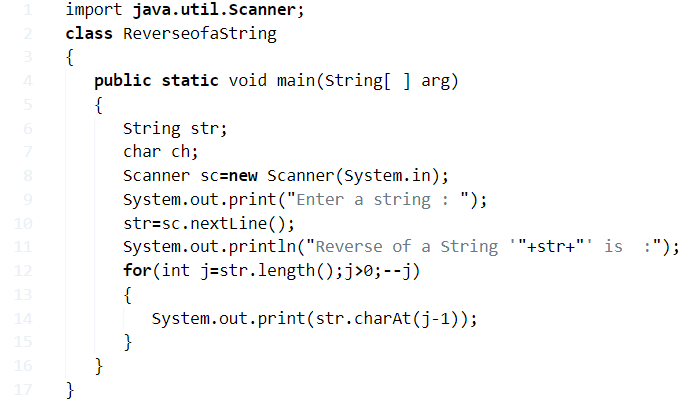 1 import java.util.Scanner;
2 class ReverseofaString
3 {
4 public static void main(String[ ] arg)
5 {
6 String str;
7 char ch;
8 Scanner sc=new Scanner(System.in);
9 System.out.print("Enter a string : ");
10 str=sc.nextLine();
11 System.out.println("Reverse of a String '"+str+"' is  :");
12 for(int j=str.length();j>0;--j)
13 {
14 System.out.print(str.charAt(j-1));
15 }
16 }
17 }